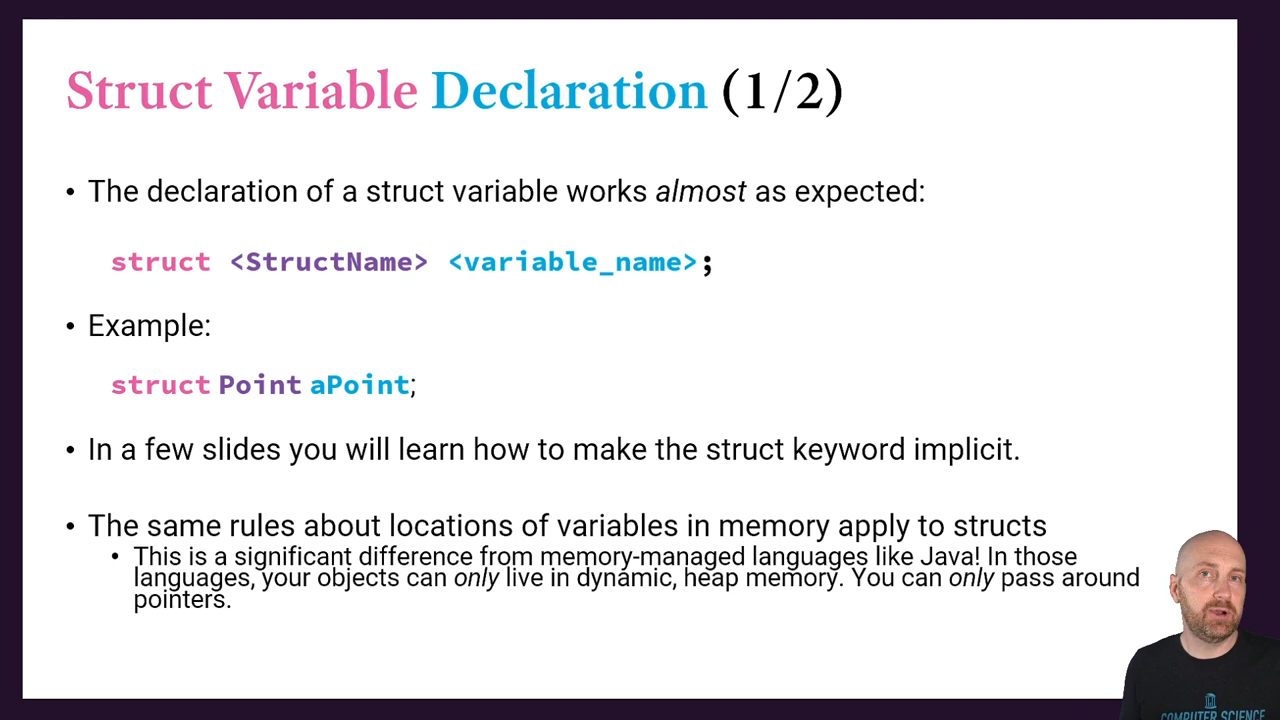 Struct Variable Declaration (1/2)
• The declaration of a struct variable works almost as expected:
struct <StructName> <variable_name>;
• Example:
struct Point aPoint;
• In a few slides you will learn how to make the struct keyword implicit.
• The same rules about locations of variables in memory apply to structs
• This is a significant difference from memory-managed languages like Java! In those
languages, your objects can only live in dynamic, heap memory. You can only pass around
pointers.
COMPUTER SCIENCE